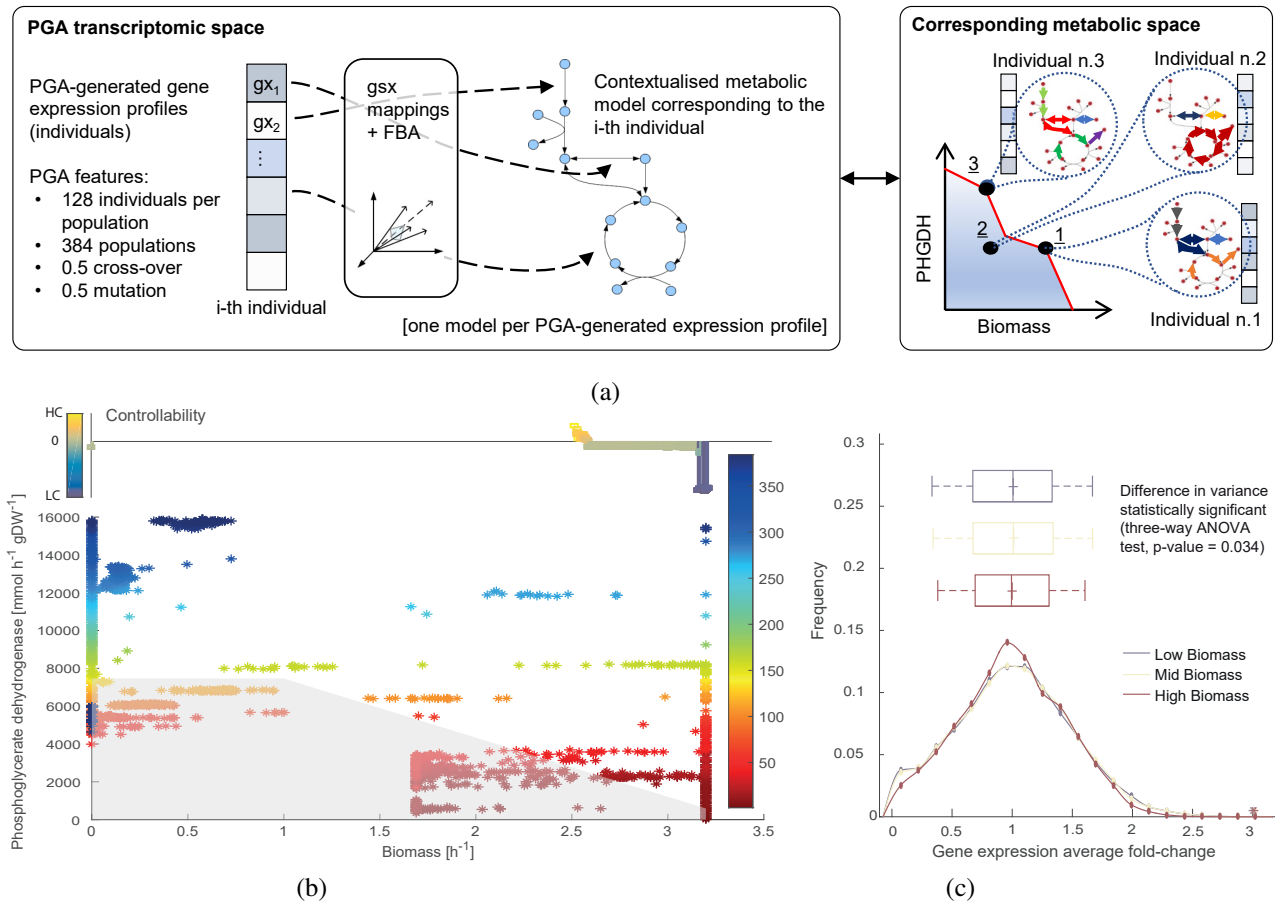 PGA transcriptomic space
PGA-generated gene
expression profiles
(individuals)
PGA features:
• 128 individuals per
population
• 384 populations
• 0.5 cross-over
• 0.5 mutation
gx1
gx2
...
i-th individual
gsx
mappings
+ FBA
Contextualised metabolic
model corresponding to the
i-th individual
[one model per PGA-generated expression profile]
Corresponding metabolic space
Individual n.3
Individual n.2
3
2
1
PHGDH
Biomass
Individual n.1
(a)
HC
0
LC
Controllability
16000
14000
12000
10000
8000
6000
4000
2000
0
Phosphoglycerate dehydrogenase [mmol h⁻¹ gDW⁻¹]
0
0.5
1
1.5
2
2.5
3
3.5
Biomass [h⁻¹]
350
300
250
200
150
100
50
(b)
0.3
0.25
0.2
0.15
0.1
0.05
0
Frequency
Difference in variance
statistically significant
(three-way ANOVA
test, p-value = 0.034)
Low Biomass
Mid Biomass
High Biomass
0
0.5
1
1.5
2
2.5
3
Gene expression average fold-change
(c)